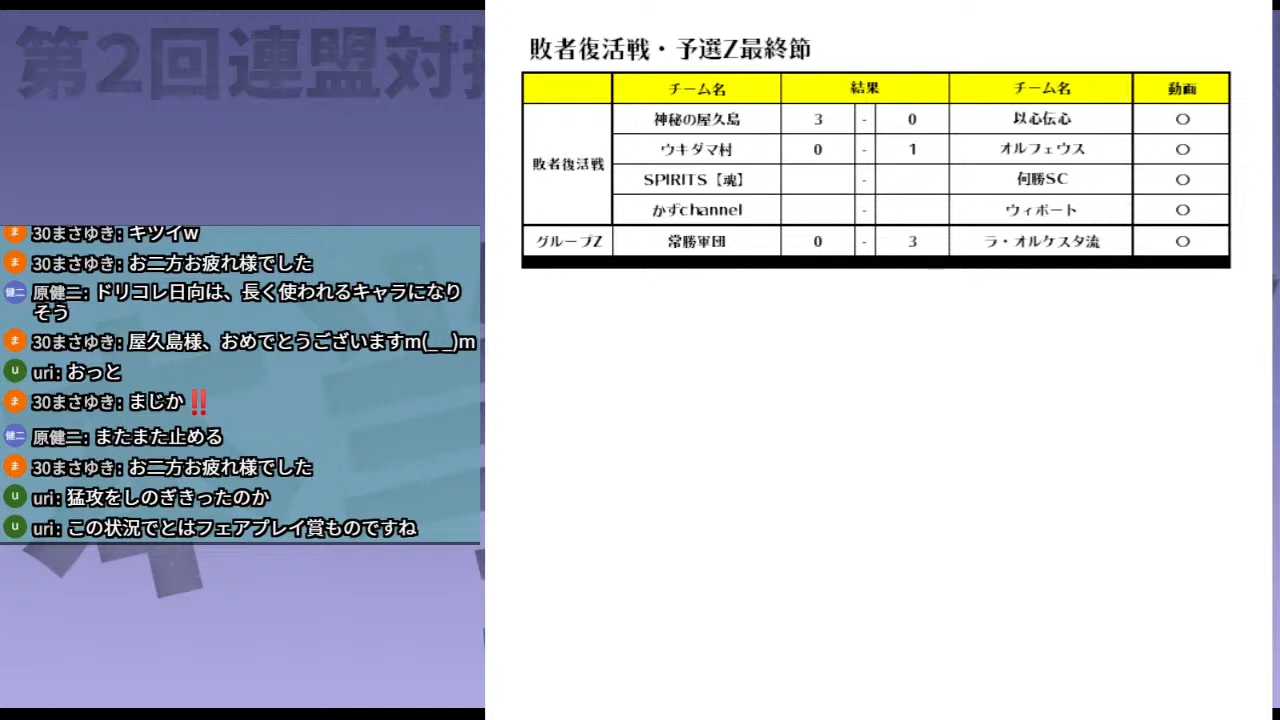 第2回連盟対
敗者復活戦・予選Z最終節
チーム名 結果 チーム名 動画
敗者復活戦
神秘の屋久島 3 - 0 以心伝心 〇
ウキダマ村 0 - 1 オルフェウス 〇
SPIRITS【魂】 - 何勝SC 〇
かずchannel - ウィポート 〇
グループZ 常勝軍団 0 - 3 ラ・オルケスタ流 〇
ま 30まさゆき: キツイw
ま 30まさゆき: お二方お疲れ様でした
健二 原健二: ドリコレ日向は、長く使われるキャラになり
そう
ま 30まさゆき: 屋久島様、おめでとうございますm(_ _)m
u uri: おっと
ま 30まさゆき: まじか‼️
健二 原健二: またまた止める
ま 30まさゆき: お二方お疲れ様でした
u uri: 猛攻をしのぎきったのか
u uri: この状況でとはフェアプレイ賞ものですね